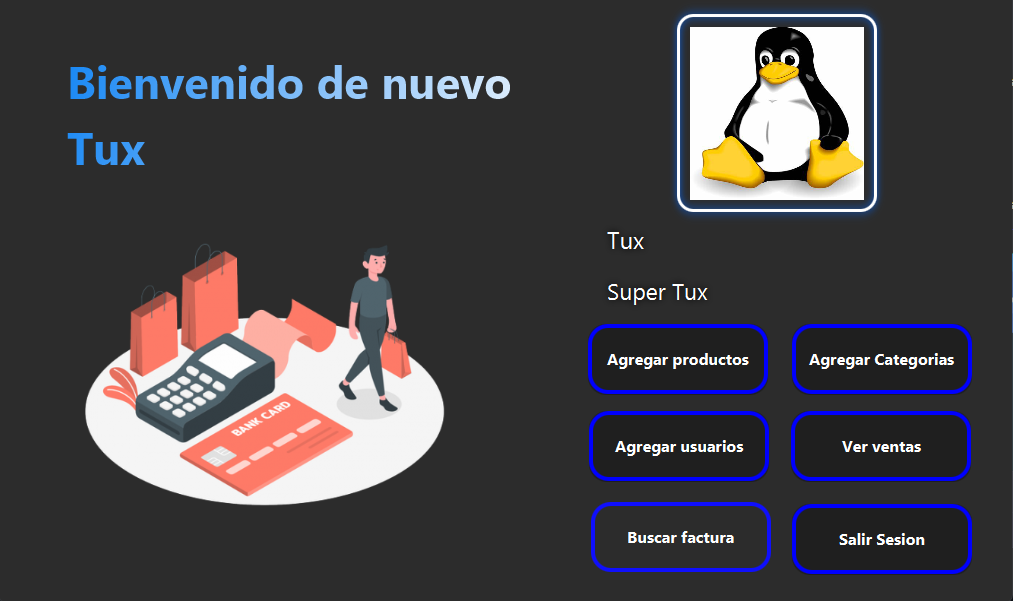 Bienvenido de nuevo
Tux
BANK CARD
Tux
Super Tux
Agregar productos
Agregar Categorias
Agregar usuarios
Ver ventas
Buscar factura
Salir Sesion